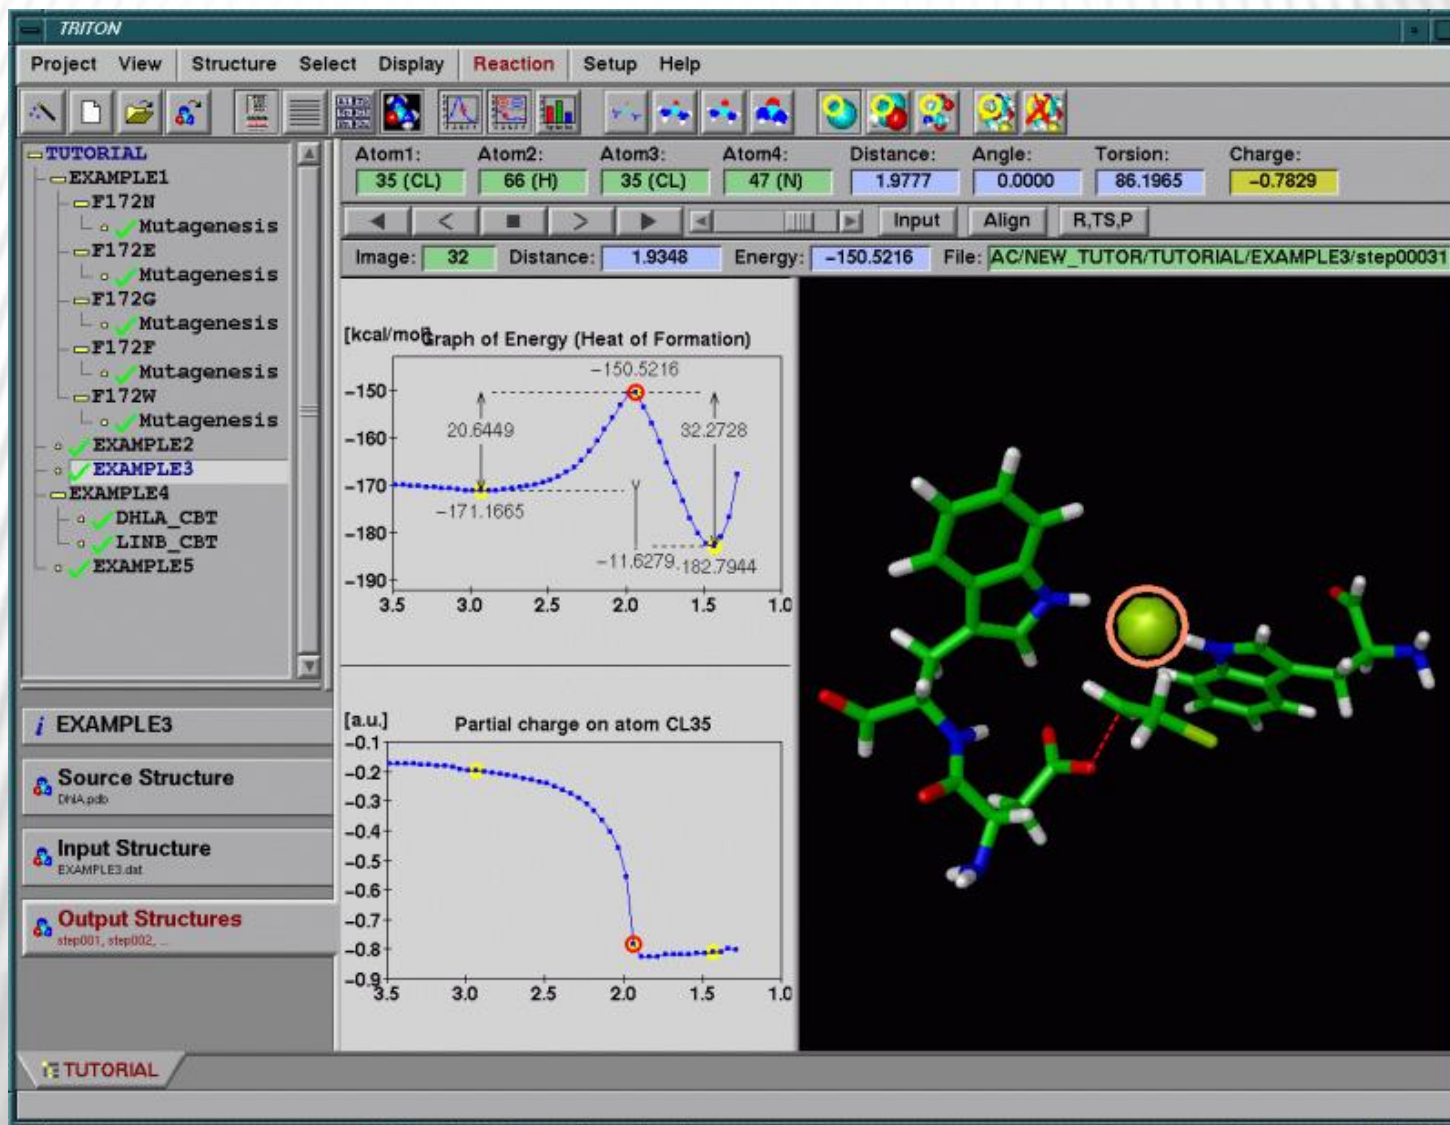 TRITON
Project View Structure Select Display Reaction Setup Help
TUTORIAL
EXAMPLE1
F172N
Mutagenesis
F172E
Mutagenesis
F172G
Mutagenesis
F172F
Mutagenesis
F172W
Mutagenesis
EXAMPLE2
EXAMPLE3
EXAMPLE4
DHLA_CBT
LINB_CBT
EXAMPLE5
Atom1: Atom2: Atom3: Atom4: Distance: Angle: Torsion: Charge:
35 (CL) 66 (H) 35 (CL) 47 (N) 1.9777 0.0000 86.1965 -0.7829
Input Align R,TS,P
Image: 32 Distance: 1.9348 Energy: -150.5216 File: AC/NEW_TUTOR/TUTORIAL/EXAMPLE3/step00031
[kcal/mol] Graph of Energy (Heat of Formation)
-150.5216
-150
20.6449 32.2728
-160
-170
-171.1665
-180
-11.6279 -182.7944
-190
3.5 3.0 2.5 2.0 1.5 1.0
[a.u.] Partial charge on atom CL35
-0.1
-0.2
-0.3
-0.4
-0.5
-0.6
-0.7
-0.8
-0.9
3.5 3.0 2.5 2.0 1.5 1.0
i EXAMPLE3
Source Structure
Input Structure
EXAMPLE3.dat
Output Structures
step001, step002, ...
TUTORIAL